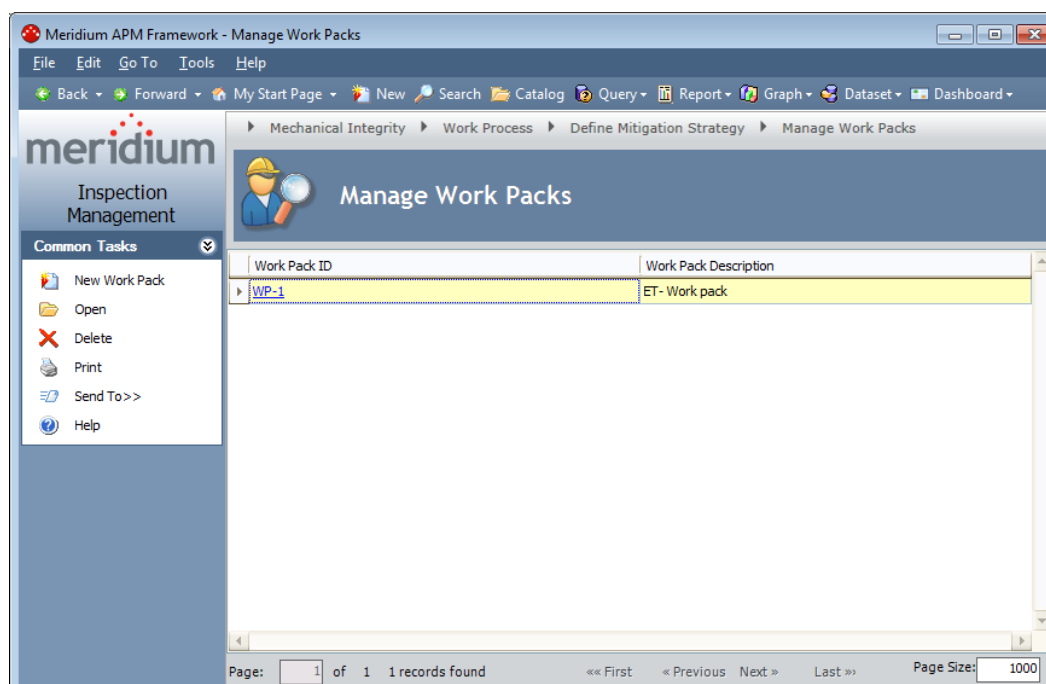 Meridium APM Framework - Manage Work Packs
File Edit Go To Tools Help
Back Forward My Start Page New Search Catalog Query Report Graph Dataset Dashboard
meridium
Inspection
Management
Mechanical Integrity Work Process Define Mitigation Strategy Manage Work Packs
Manage Work Packs
Common Tasks
New Work Pack
Open
Delete
Print
Send To>>
Help
Work Pack ID Work Pack Description
WP-1 ET- Work pack
Page: 1 of 1 1 records found «« First « Previous Next » Last »» Page Size: 1000